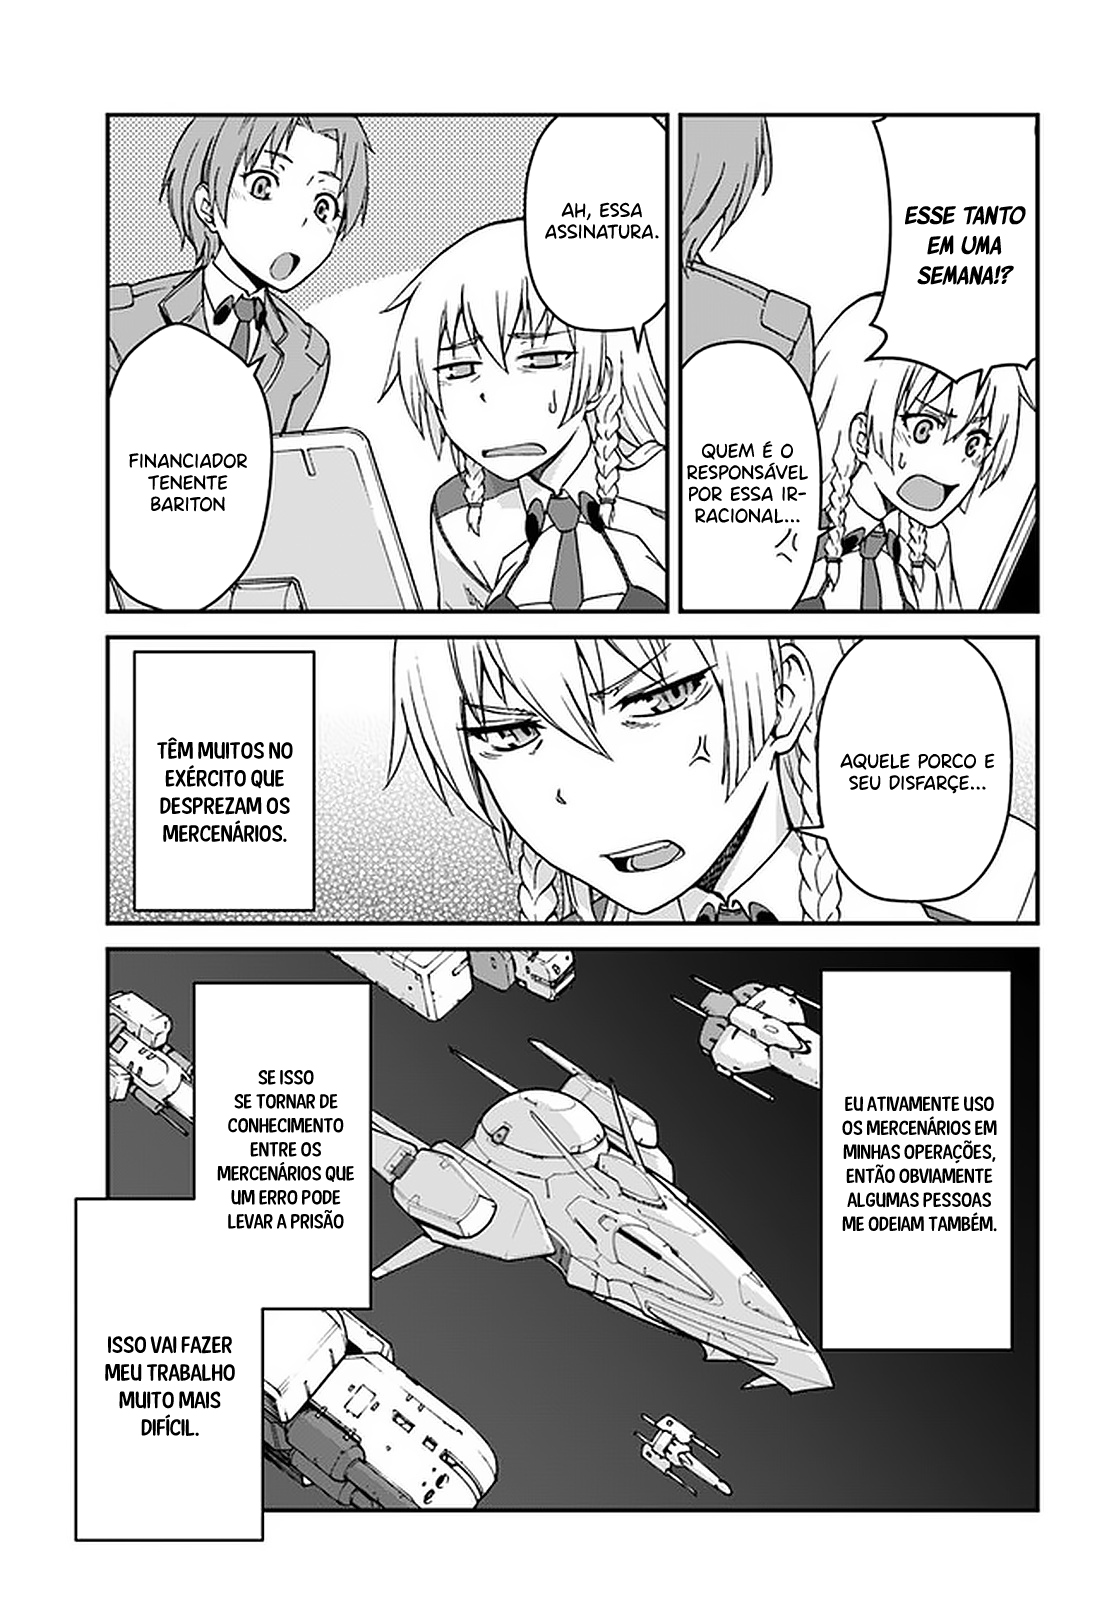 ESSE TANTO
EM UMA
SEMANA!?
QUEM É O
RESPONSÁVEL
POR ESSA IR-
RACIONAL...
AH, ESSA
ASSINATURA.
FINANCIADOR
TENENTE
BARITON
AQUELE PORCO E
SEU DISFARÇE...
TÊM MUITOS NO
EXÉRCITO QUE
DESPREZAM OS
MERCENÁRIOS.
EU ATIVAMENTE USO
OS MERCENÁRIOS EM
MINHAS OPERAÇÕES,
ENTÃO OBVIAMENTE
ALGUMAS PESSOAS
ME ODEIAM TAMBÉM.
SE ISSO
SE TORNAR DE
CONHECIMENTO
ENTRE OS
MERCENÁRIOS QUE
UM ERRO PODE
LEVAR A PRISÃO
ISSO VAI FAZER
MEU TRABALHO
MUITO MAIS
DIFÍCIL.